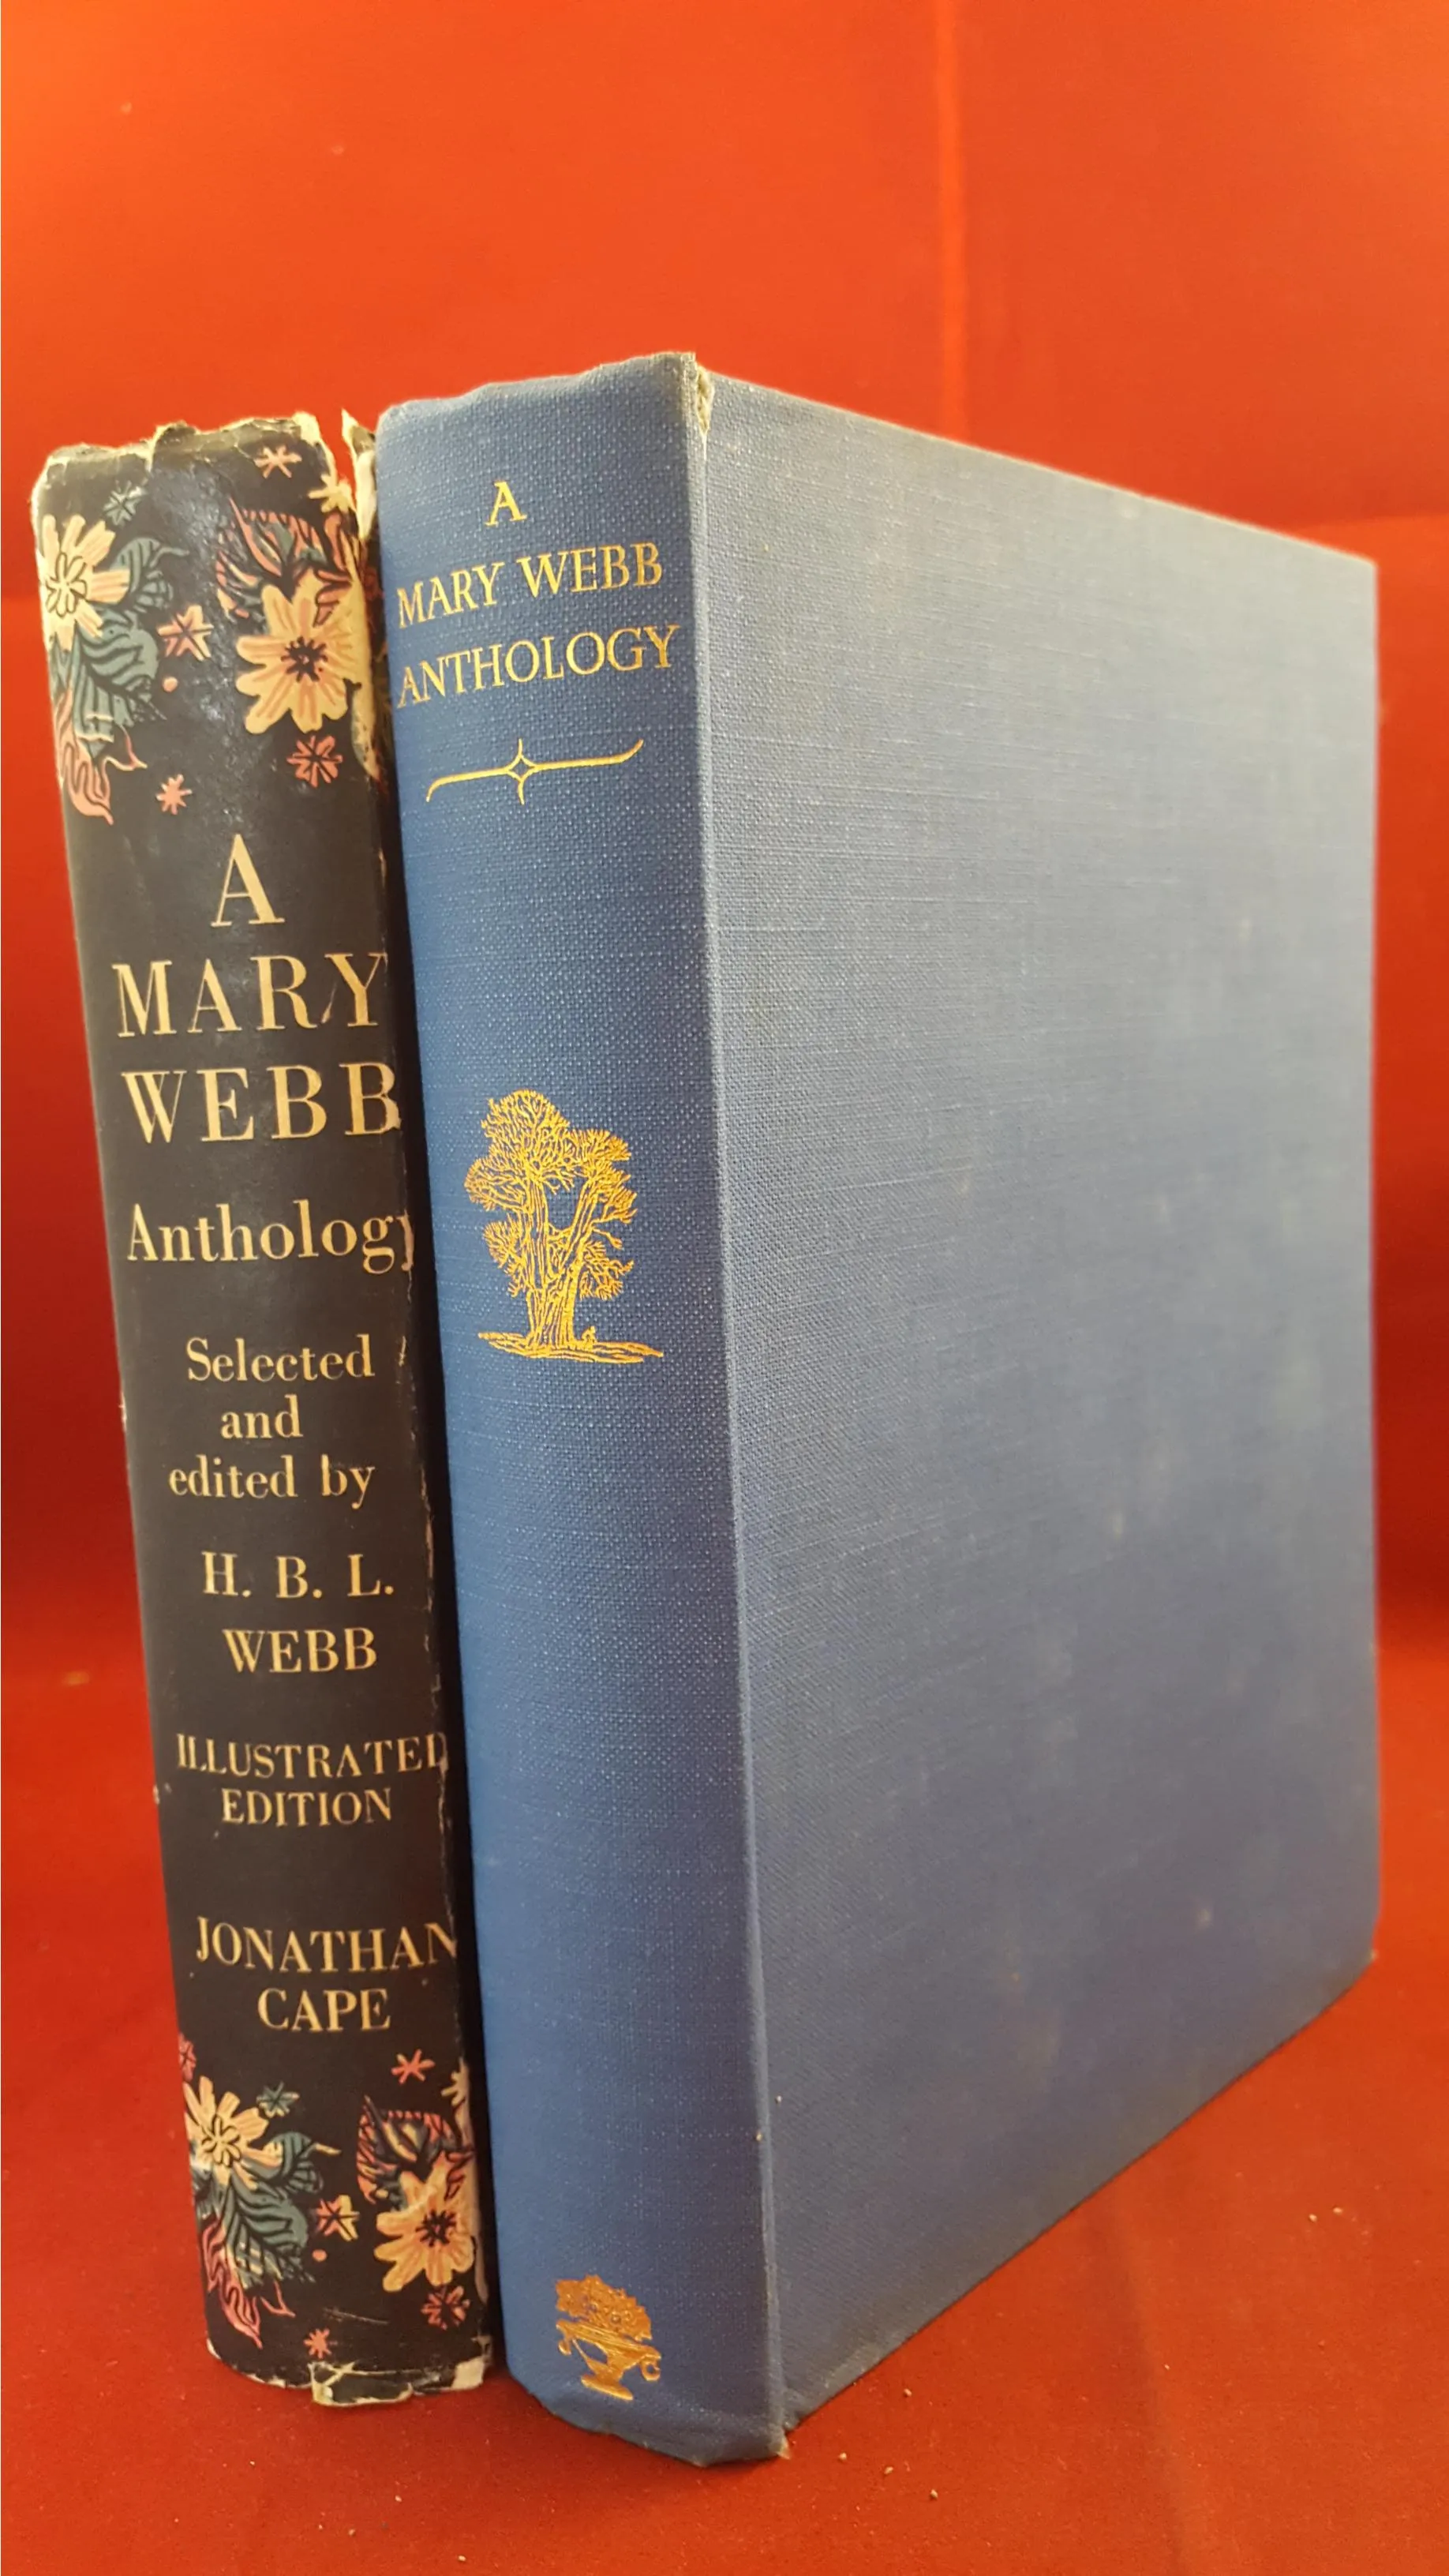 A
MARY
WEBB
Anthology
Selected
and
edited by
H. B. L.
WEBB
ILLUSTRATED
EDITION
JONATHAN
CAPE
A
MARY WEBB
ANTHOLOGY